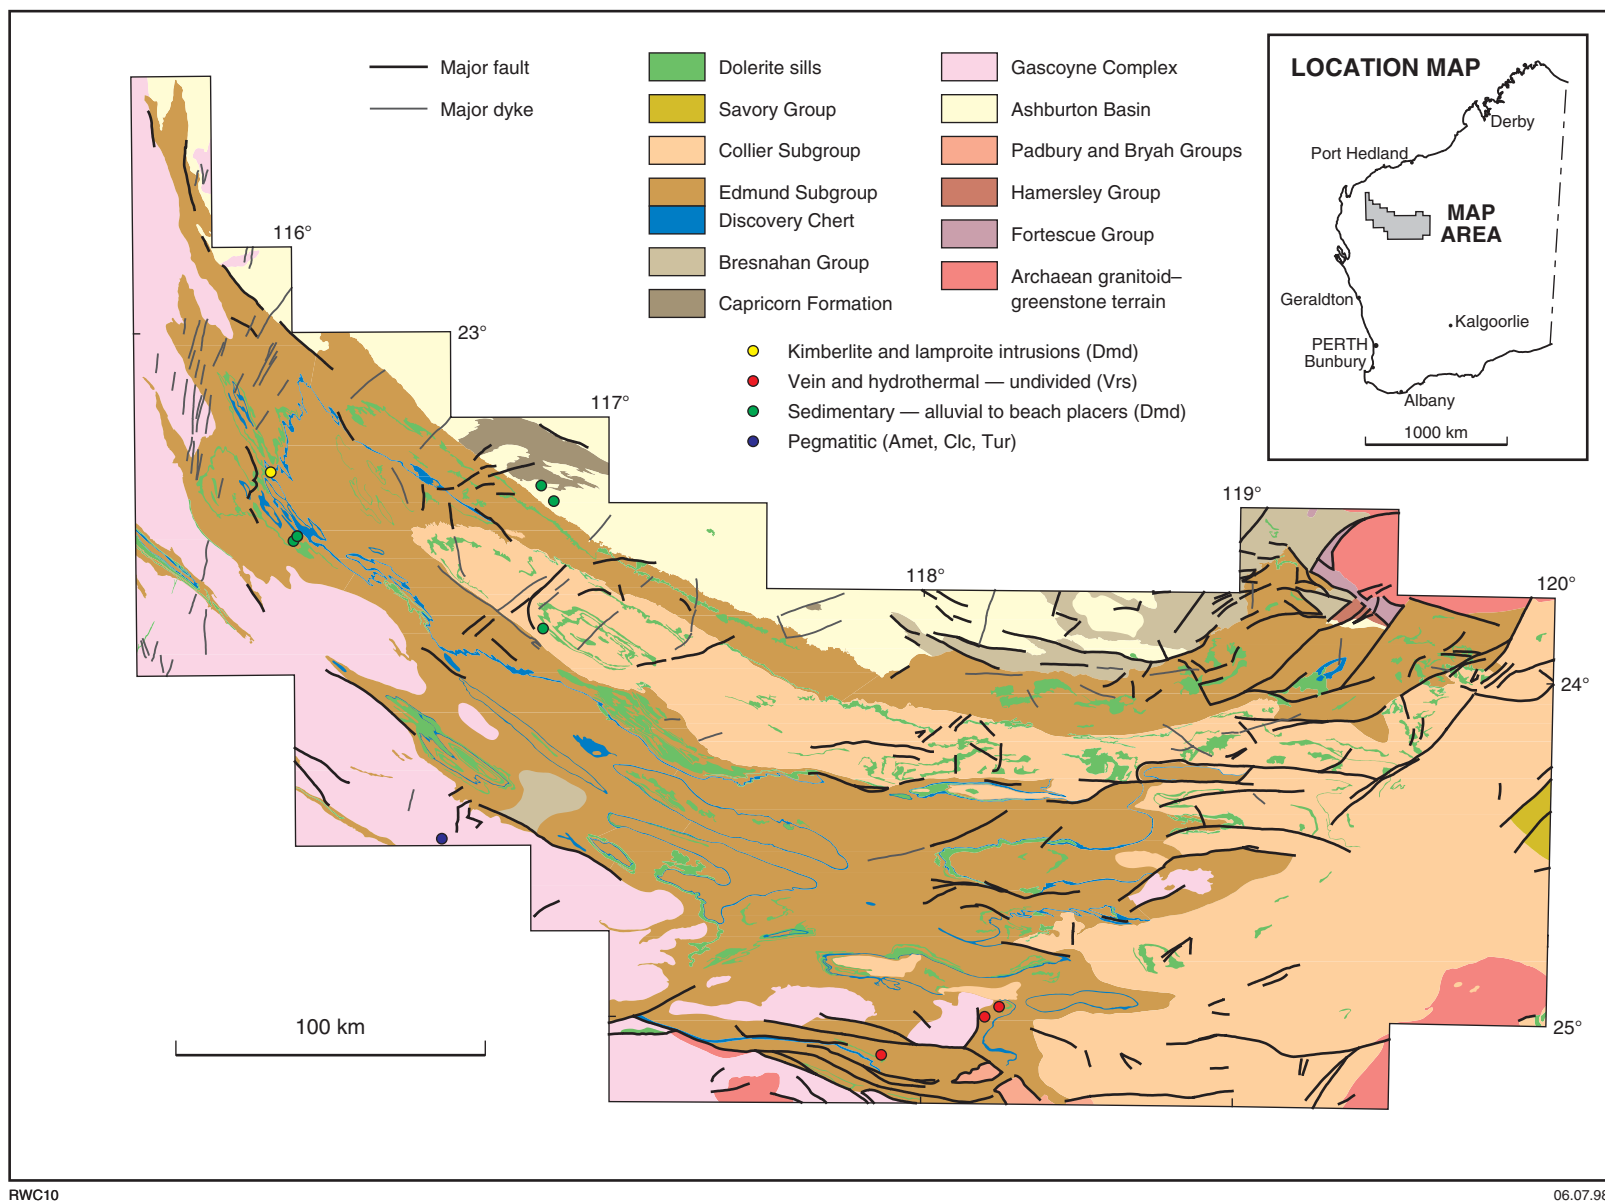 Major fault
Major dyke
Dolerite sills
Savory Group
Collier Subgroup
Edmund Subgroup
Discovery Chert
Bresnahan Group
Capricorn Formation
Gascoyne Complex
Ashburton Basin
Padbury and Bryah Groups
Hamersley Group
Fortescue Group
Archaean granitoid–
greenstone terrain
Kimberlite and lamproite intrusions (Dmd)
Vein and hydrothermal — undivided (Vrs)
Sedimentary — alluvial to beach placers (Dmd)
Pegmatitic (Amet, Clc, Tur)
LOCATION MAP
Derby
Port Hedland
MAP
AREA
Geraldton
Kalgoorlie
PERTH
Bunbury
Albany
1000 km
116°
23°
117°
118°
119°
120°
24°
25°
100 km
RWC10
06.07.98